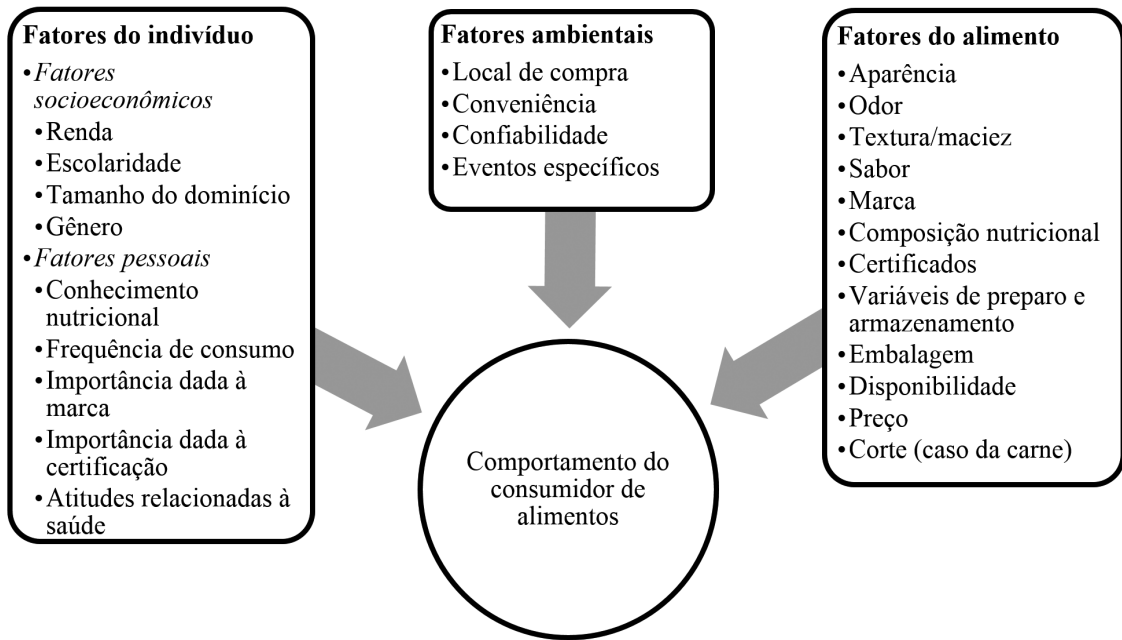 Fatores do indivíduo
•Fatores
socioeconômicos
•Renda
•Escolaridade
•Tamanho do dominício
•Gênero
•Fatores pessoais
•Conhecimento
nutricional
•Frequência de consumo
•Importância dada à
marca
•Importância dada à
certificação
•Atitudes relacionadas à
saúde
Fatores ambientais
•Local de compra
•Conveniência
•Confiabilidade
•Eventos específicos
Fatores do alimento
•Aparência
•Odor
•Textura/maciez
•Sabor
•Marca
•Composição nutricional
•Certificados
•Variáveis de preparo e
armazenamento
•Embalagem
•Disponibilidade
•Preço
•Corte (caso da carne)
Comportamento do
consumidor de
alimentos